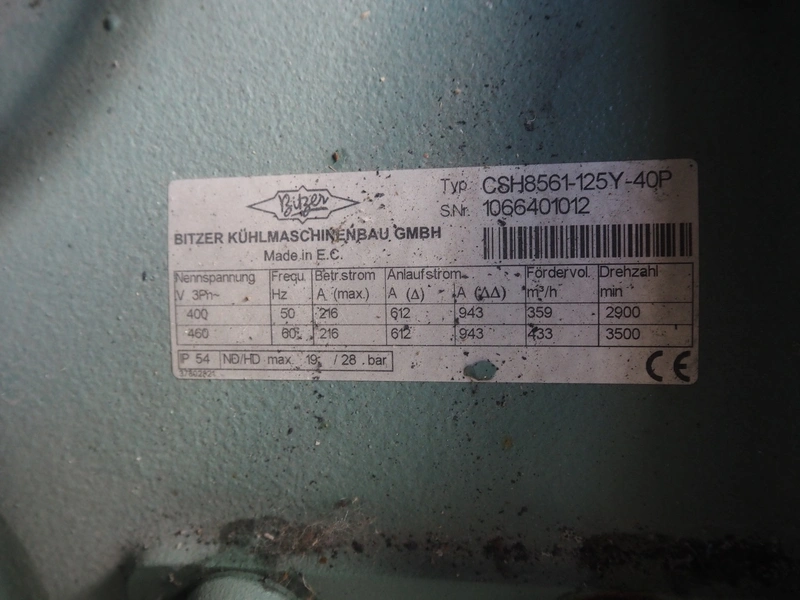 Bitzer
Typ CSH8561-125Y-40P
S.Nr. 1066401012
BITZER KÜHLMASCHINENBAU GMBH
Made in E.C.
Nennspannung Frequ. Betr.strom Anlaufstrom Fördervol. Drehzahl
V 3Ph~ Hz A (max.) A (Δ) A (ΔΔ) m³/h min
400 50 216 612 943 359 2900
460 60 216 612 943 433 3500
IP 54 ND/HD max. 19 / 28 .bar
CE